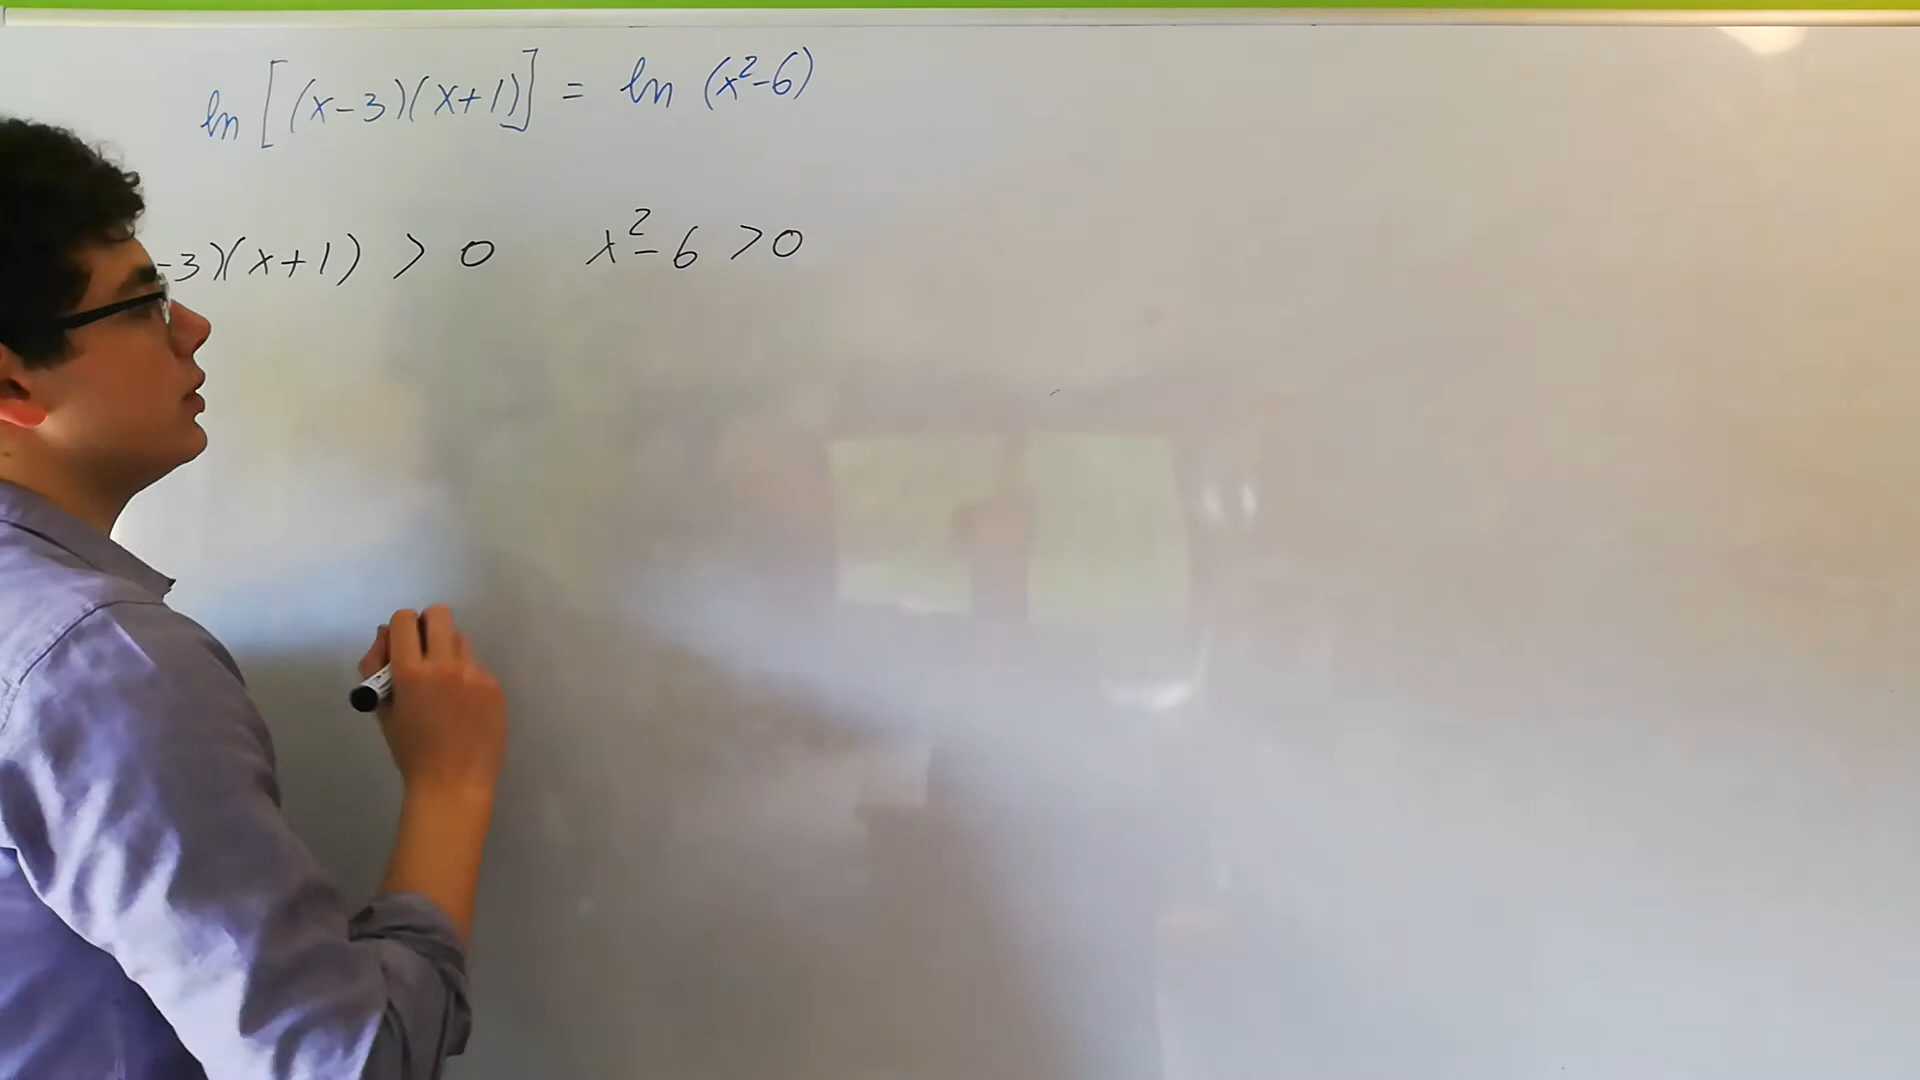 ln [(x-3)(x+1)] = ln (x²-6)
-3)(x+1) > 0 x²-6 >0